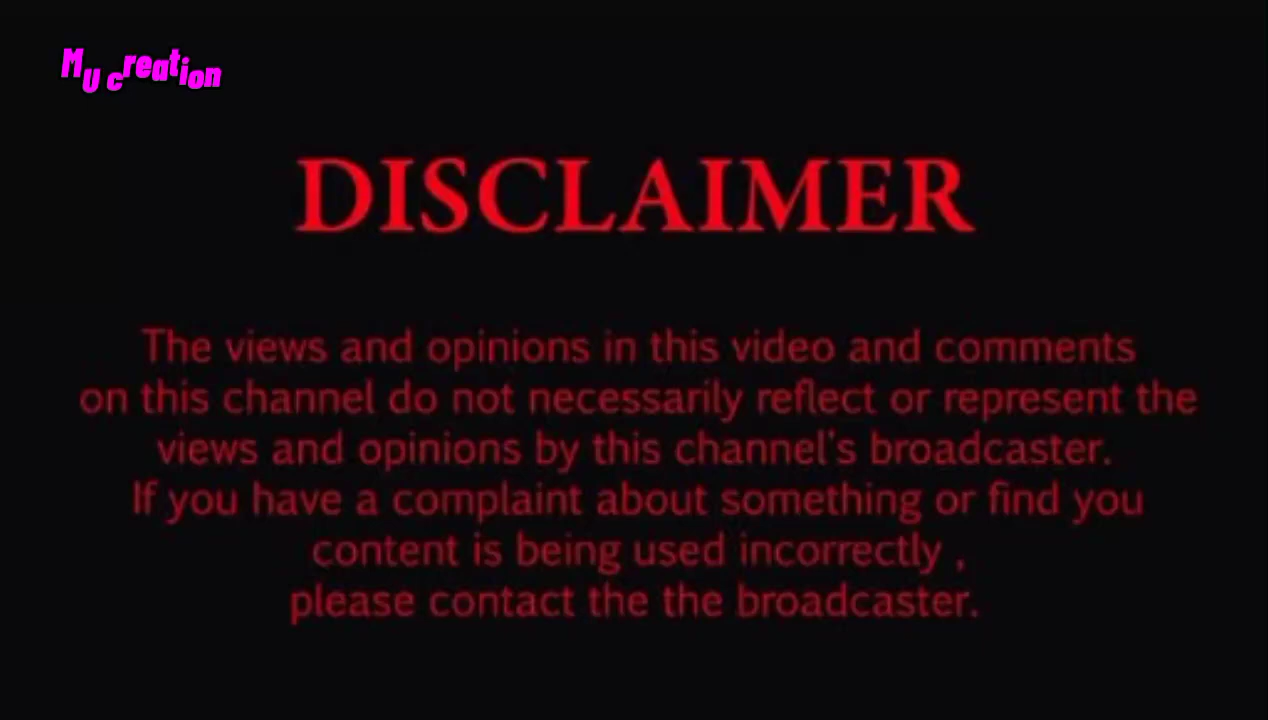 MU creation
DISCLAIMER
The views and opinions in this video and comments
on this channel do not necessarily reflect or represent the
views and opinions by this channel's broadcaster.
If you have a complaint about something or find you
content is being used incorrectly ,
please contact the the broadcaster.